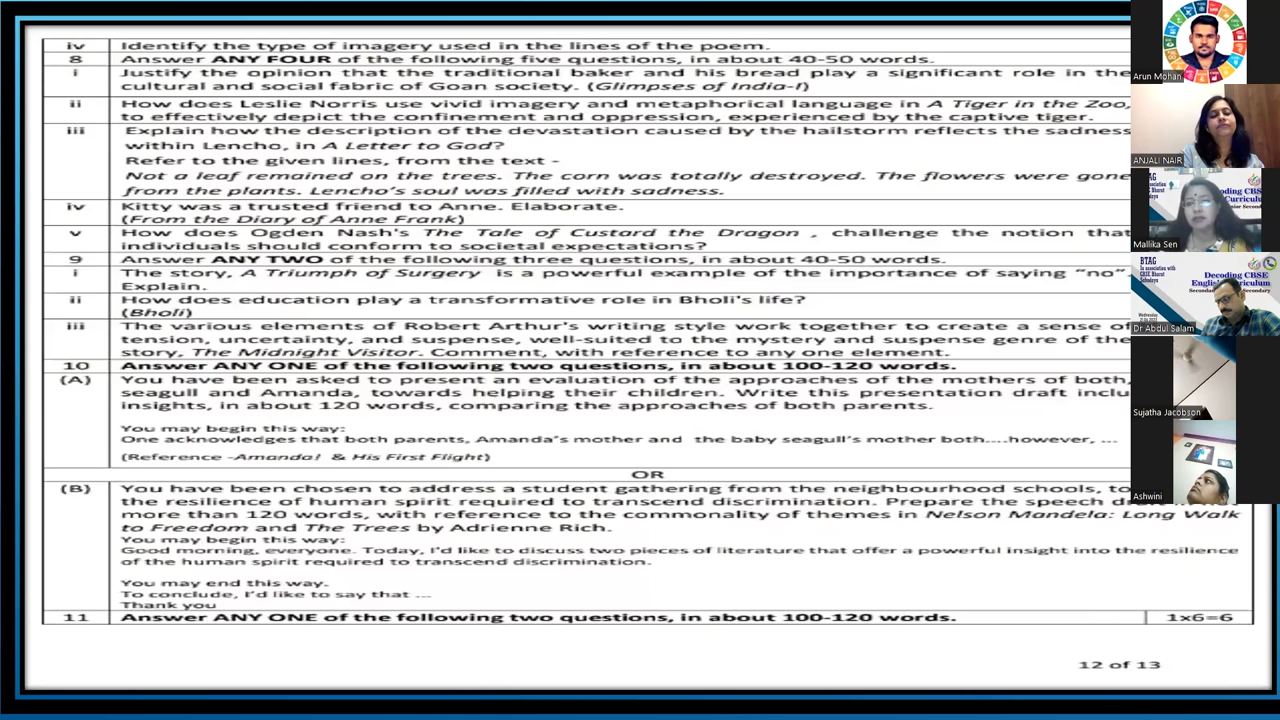 iv Identify the type of imagery used in the lines of the poem.
8 Answer ANY FOUR of the following five questions, in about 40-50 words.
i Justify the opinion that the traditional baker and his bread play a significant role in the
cultural and social fabric of Goan society. (Glimpses of India-I)
ii How does Leslie Norris use vivid imagery and metaphorical language in A Tiger in the Zoo,
to effectively depict the confinement and oppression, experienced by the captive tiger.
iii Explain how the description of the devastation caused by the hailstorm reflects the sadness
within Lencho, in A Letter to God?
Refer to the given lines, from the text -
Not a leaf remained on the trees. The corn was totally destroyed. The flowers were gone
from the plants. Lencho's soul was filled with sadness.
iv Kitty was a trusted friend to Anne. Elaborate.
(From the Diary of Anne Frank)
v How does Ogden Nash's The Tale of Custard the Dragon , challenge the notion that
individuals should conform to societal expectations?
9 Answer ANY TWO of the following three questions, in about 40-50 words.
i The story, A Triumph of Surgery is a powerful example of the importance of saying "no"-
Explain.
ii How does education play a transformative role in Bholi's life?
(Bholi)
iii The various elements of Robert Arthur's writing style work together to create a sense of
tension, uncertainty, and suspense, well-suited to the mystery and suspense genre of the
story, The Midnight Visitor. Comment, with reference to any one element.
10 Answer ANY ONE of the following two questions, in about 100-120 words.
(A) You have been asked to present an evaluation of the approaches of the mothers of both,
seagull and Amanda, towards helping their children. Write this presentation draft inclu
insights, in about 120 words, comparing the approaches of both parents.
You may begin this way:
One acknowledges that both parents, Amanda's mother and the baby seagull's mother both....however, ...
(Reference -Amanda! & His First Flight)
OR
(B) You have been chosen to address a student gathering from the neighbourhood schools, to
the resilience of human spirit required to transcend discrimination. Prepare the speech
more than 120 words, with reference to the commonality of themes in Nelson Mandela: Long Walk
to Freedom and The Trees by Adrienne Rich.
You may begin this way:
Good morning, everyone. Today, I'd like to discuss two pieces of literature that offer a powerful insight into the resilience
of the human spirit required to transcend discrimination.
You may end this way.
To conclude, I'd like to say that ...
Thank you
11 Answer ANY ONE of the following two questions, in about 100-120 words. 1x6=6
12 of 13
Arun Mohan
ANJALI NAIR
BTAG
Decoding CBS
Mallika Sen
BTAG
In association with
Decoding CBSE
Dr Abdul Salam
Sujatha Jacobson
Ashwini